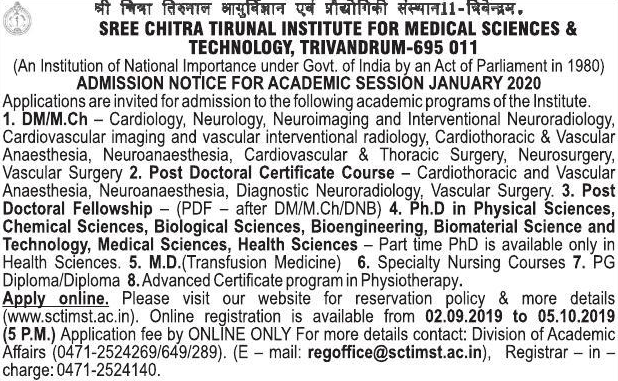 श्री चित्रा तिरुनाल आयुर्विज्ञान एवं प्रौद्योगिकी संस्थान11-त्रिवेन्द्रम.
SREE CHITRA TIRUNAL INSTITUTE FOR MEDICAL SCIENCES &
TECHNOLOGY, TRIVANDRUM-695 011
(An Institution of National Importance under Govt. of India by an Act of Parliament in 1980)
ADMISSION NOTICE FOR ACADEMIC SESSION JANUARY 2020
Applications are invited for admission to the following academic programs of the Institute.
1. DM/M.Ch – Cardiology, Neurology, Neuroimaging and Interventional Neuroradiology,
Cardiovascular imaging and vascular interventional radiology, Cardiothoracic & Vascular
Anaesthesia, Neuroanaesthesia, Cardiovascular & Thoracic Surgery, Neurosurgery,
Vascular Surgery 2. Post Doctoral Certificate Course – Cardiothoracic and Vascular
Anaesthesia, Neuroanaesthesia, Diagnostic Neuroradiology, Vascular Surgery. 3. Post
Doctoral Fellowship – (PDF – after DM/M.Ch/DNB) 4. Ph.D in Physical Sciences,
Chemical Sciences, Biological Sciences, Bioengineering, Biomaterial Science and
Technology, Medical Sciences, Health Sciences – Part time PhD is available only in
Health Sciences. 5. M.D.(Transfusion Medicine) 6. Specialty Nursing Courses 7. PG
Diploma/Diploma 8. Advanced Certificate program in Physiotherapy.
Apply online. Please visit our website for reservation policy & more details
(www.sctimst.ac.in). Online registration is available from 02.09.2019 to 05.10.2019
(5 P.M.) Application fee by ONLINE ONLY For more details contact: Division of Academic
Affairs (0471-2524269/649/289). (E – mail: regoffice@sctimst.ac.in), Registrar – in –
charge: 0471-2524140.